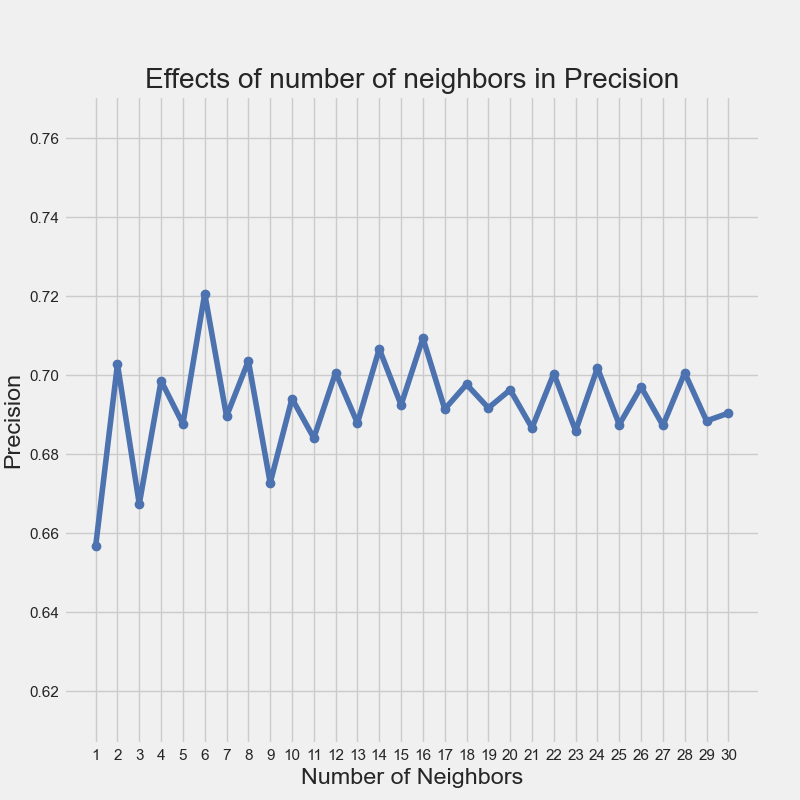 Effects of number of neighbors in Precision
0.76
0.74
0.72
0.70
0.68
0.66
0.64
0.62
Precision
1 2 3 4 5 6 7 8 9 10 11 12 13 14 15 16 17 18 19 20 21 22 23 24 25 26 27 28 29 30
Number of Neighbors